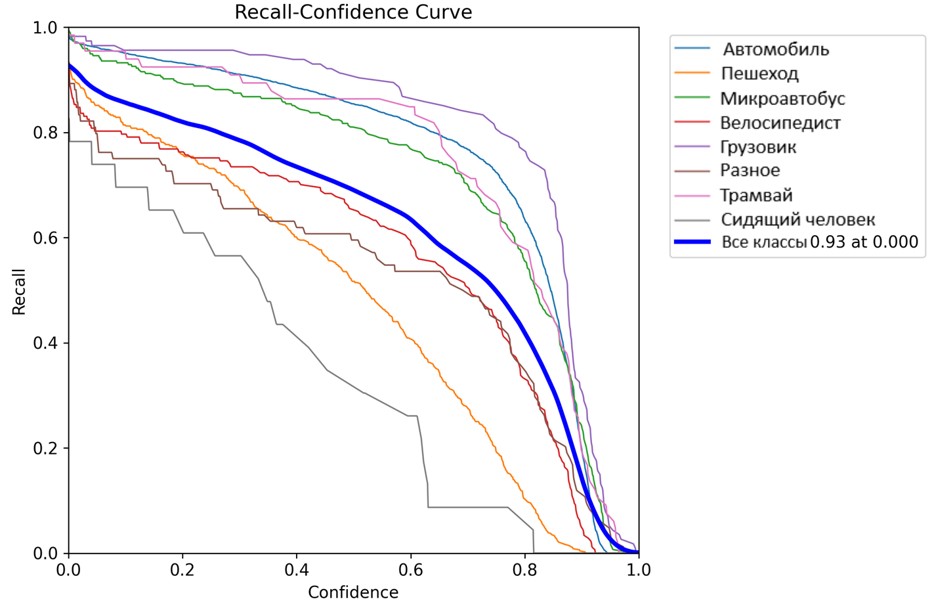 Recall-Confidence Curve
1.0
0.8
0.6
0.4
0.2
0.0
Recall
0.0 0.2 0.4 0.6 0.8 1.0
Confidence
Автомобиль
Пешеход
Микроавтобус
Велосипедист
Грузовик
Разное
Трамвай
Сидящий человек
Все классы 0.93 at 0.000